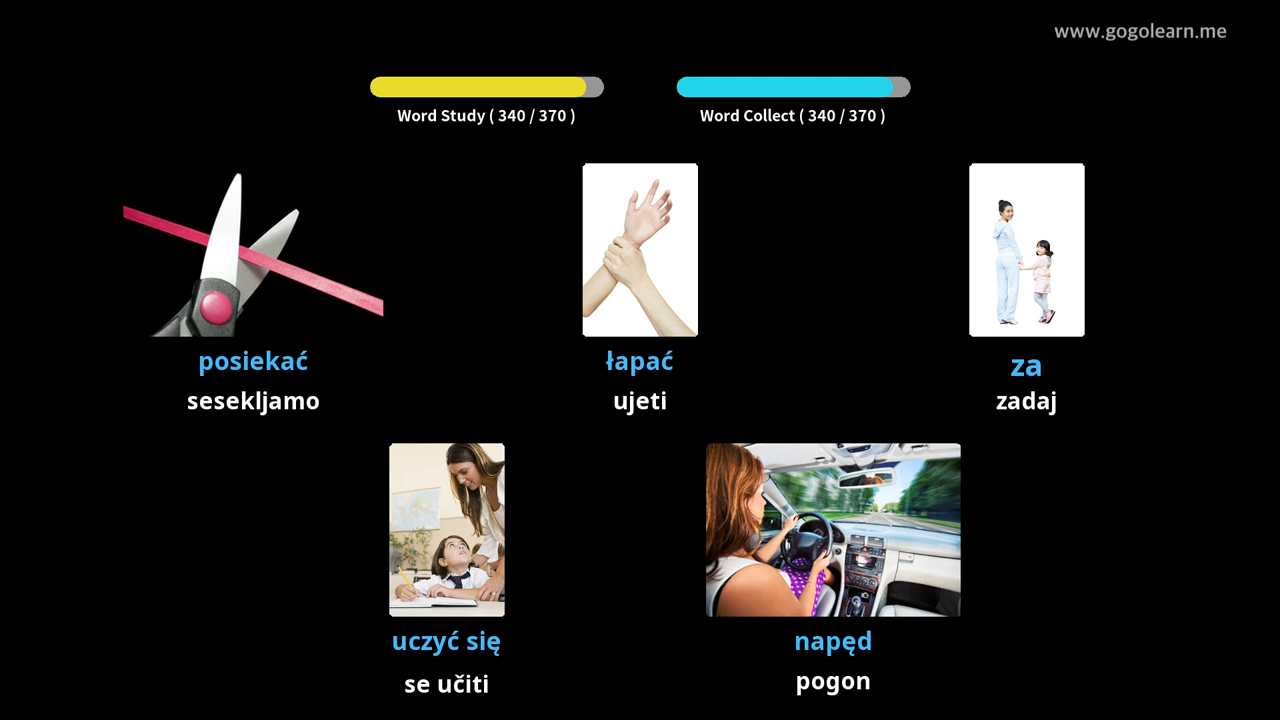 www.gogolearn.me
Word Study ( 340 / 370 )
Word Collect ( 340 / 370 )
posiekać
sesekljamo
łapać
ujeti
za
zadaj
uczyć się
se učiti
napęd
pogon